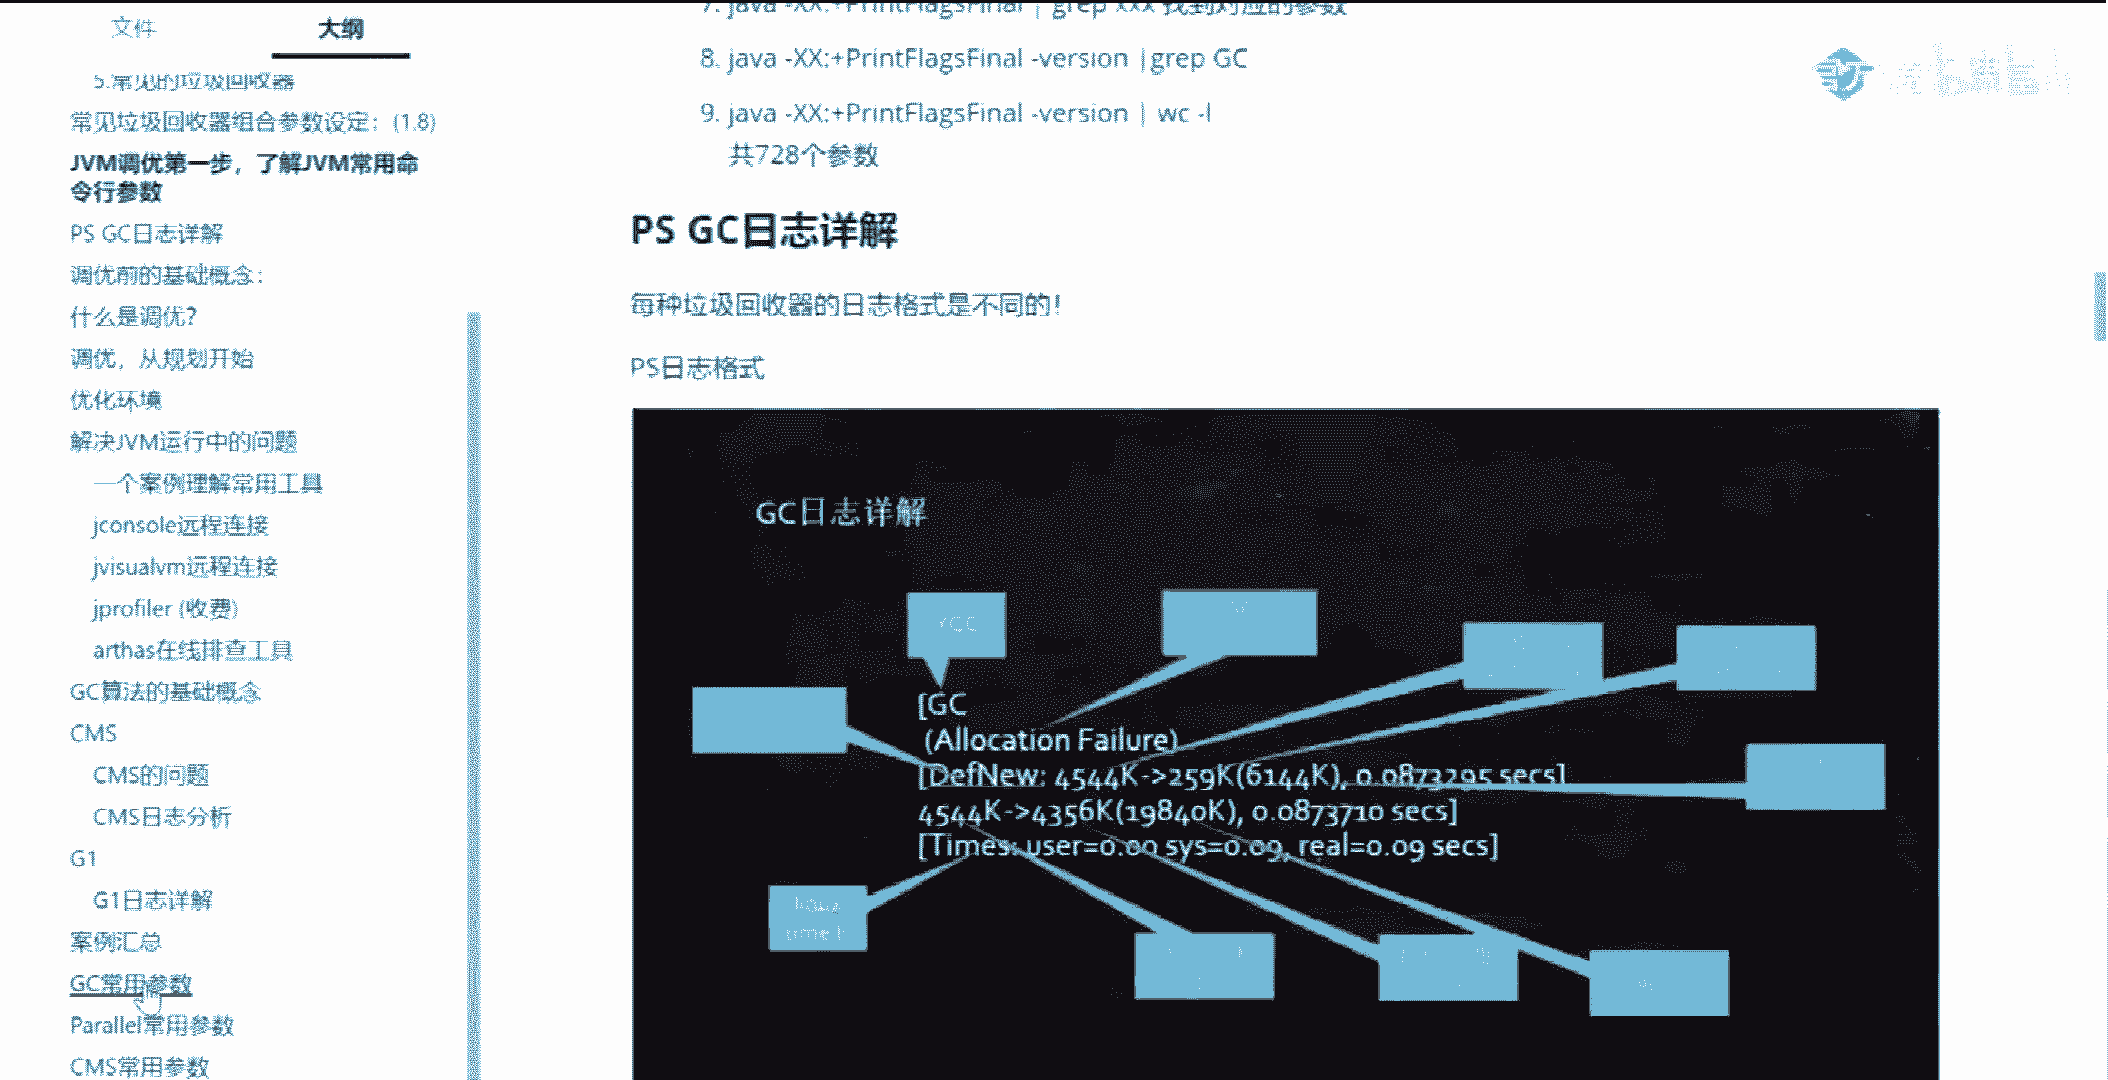 文件
大纲
5.常见的垃圾回收器
常见垃圾回收器组合参数设定：(1.8)
JVM调优第一步，了解JVM常用命
令行参数
PS GC日志详解
调优前的基础概念：
什么是调优？
调优，从规划开始
优化环境
解决JVM运行中的问题
一个案例理解常用工具
jconsole远程连接
jvisualvm远程连接
jprofiler (收费)
arthas在线排查工具
GC算法的基础概念
CMS
CMS的问题
CMS日志分析
G1
G1日志详解
案例汇总
GC常用参数
Parallel常用参数
CMS常用参数
7. java -XX:+PrintFlagsFinal | grep xxx 找到对应的参数
8. java -XX:+PrintFlagsFinal -version |grep GC
9. java -XX:+PrintFlagsFinal -version | wc -l
共728个参数
PS GC日志详解
每种垃圾回收器的日志格式是不同的！
PS日志格式
GC日志详解
YGC
[GC
(Allocation Failure)
[DefNew: 4544K->259K(6144K), 0.0873295 secs]
4544K->4356K(19840K), 0.0873710 secs]
[Times: user=0.00 sys=0.09, real=0.09 secs]
linux
time l